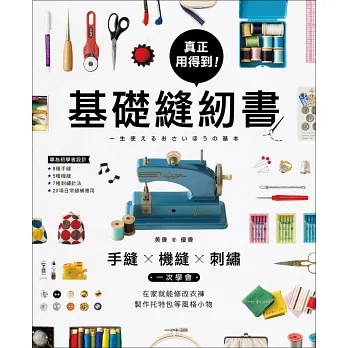 真正
用得到！
基礎縫紉書
一生使えるおさいほうの基本
專為初學者設計
★8種手縫
★5種機縫
★7種刺繡針法
★20項日常縫補應用
手縫×機縫×刺繡
一次學會
在家就能修改衣褲
製作托特包等風格小物